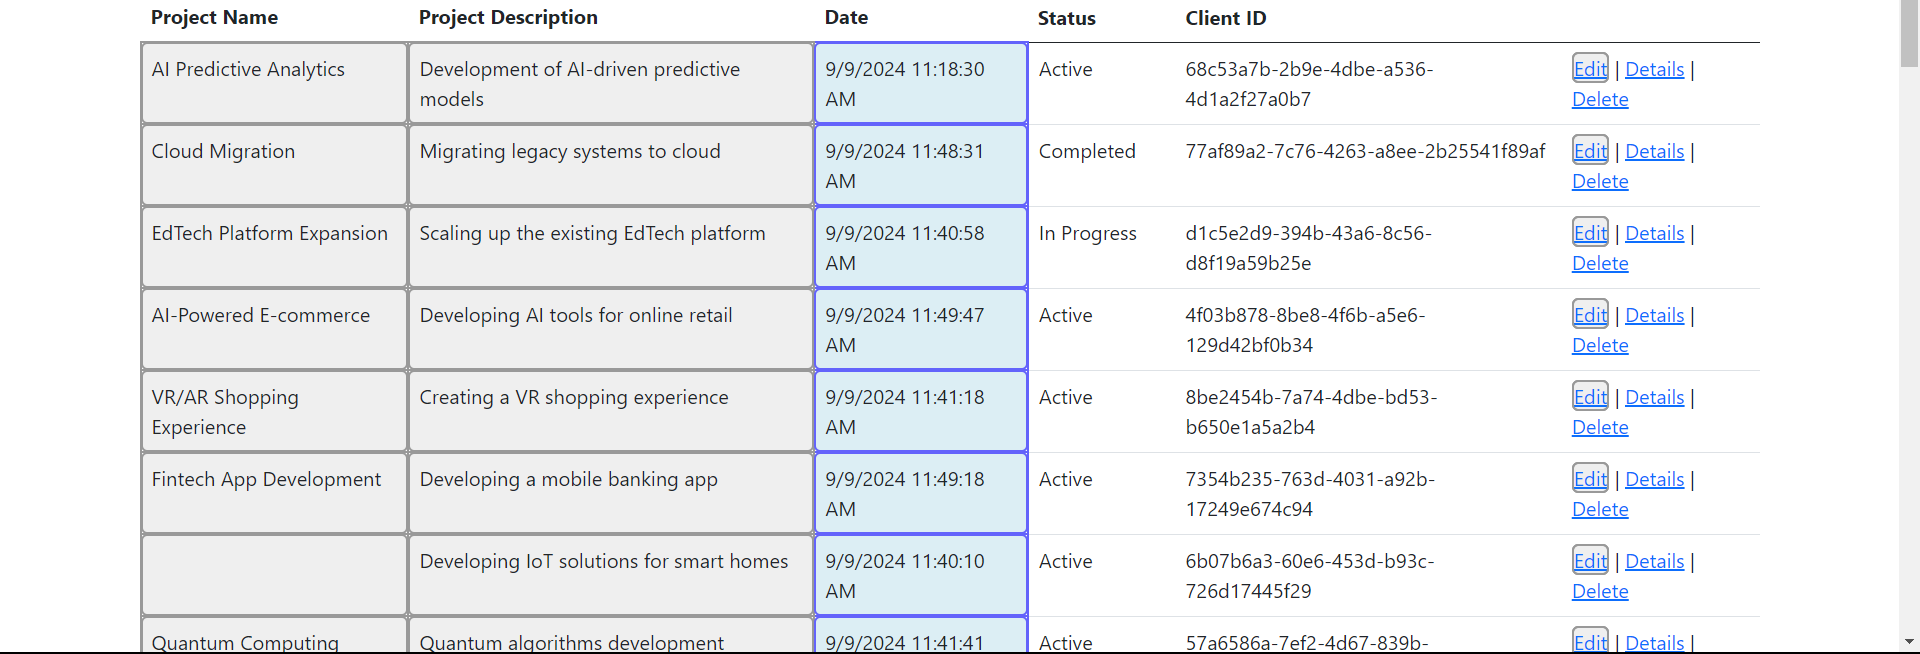 Project Name Project Description Date Status Client ID
AI Predictive Analytics Development of AI-driven predictive 9/9/2024 11:18:30 Active 68c53a7b-2b9e-4dbe-a536- Edit | Details |
models AM 4d1a2f27a0b7 Delete
Cloud Migration Migrating legacy systems to cloud 9/9/2024 11:48:31 Completed 77af89a2-7c76-4263-a8ee-2b25541f89af Edit | Details |
AM Delete
EdTech Platform Expansion Scaling up the existing EdTech platform 9/9/2024 11:40:58 In Progress d1c5e2d9-394b-43a6-8c56- Edit | Details |
AM d8f19a59b25e Delete
AI-Powered E-commerce Developing AI tools for online retail 9/9/2024 11:49:47 Active 4f03b878-8be8-4f6b-a5e6- Edit | Details |
AM 129d42bf0b34 Delete
VR/AR Shopping Creating a VR shopping experience 9/9/2024 11:41:18 Active 8be2454b-7a74-4dbe-bd53- Edit | Details |
Experience AM b650e1a5a2b4 Delete
Fintech App Development Developing a mobile banking app 9/9/2024 11:49:18 Active 7354b235-763d-4031-a92b- Edit | Details |
AM 17249e674c94 Delete
Developing IoT solutions for smart homes 9/9/2024 11:40:10 Active 6b07b6a3-60e6-453d-b93c- Edit | Details |
AM 726d17445f29 Delete
Quantum Computing Quantum algorithms development 9/9/2024 11:41:41 Active 57a6586a-7ef2-4d67-839b- Edit | Details |